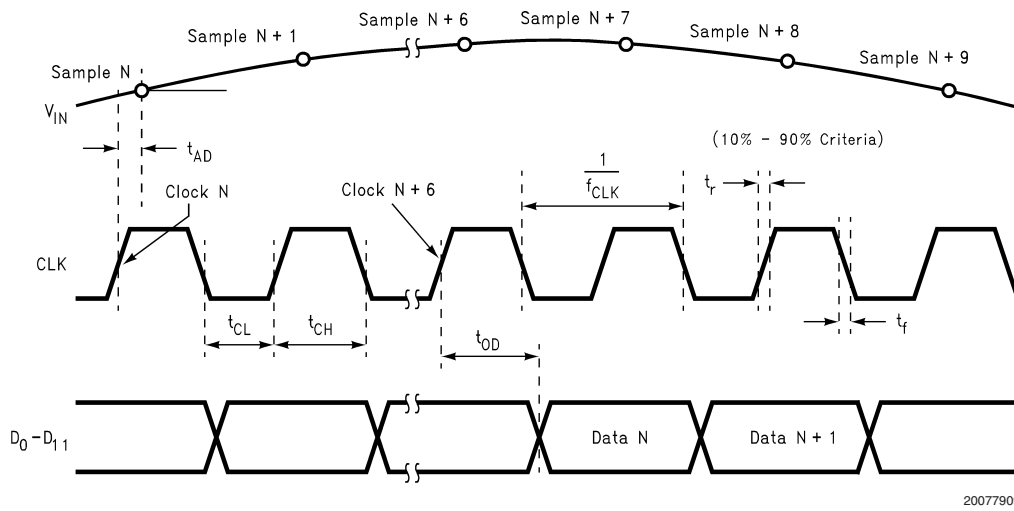 Sample N
Sample N + 1
Sample N + 6
Sample N + 7
Sample N + 8
Sample N + 9
V_IN
t_AD
(10% - 90% Criteria)
Clock N
Clock N + 6
1
f_CLK
t_r
CLK
t_CL
t_CH
t_OD
t_f
D_0-D_11
Data N
Data N + 1